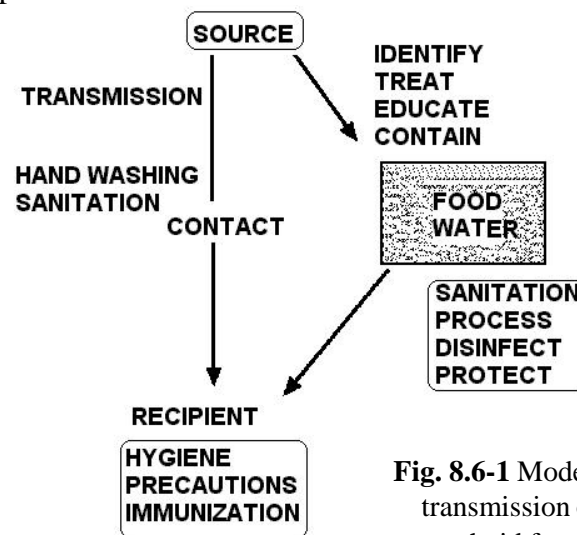 SOURCE
IDENTIFY
TREAT
EDUCATE
CONTAIN
TRANSMISSION
HAND WASHING
SANITATION
CONTACT
FOOD
WATER
SANITATION
PROCESS
DISINFECT
PROTECT
RECIPIENT
HYGIENE
PRECAUTIONS
IMMUNIZATION
Fig. 8.6-1
transmission